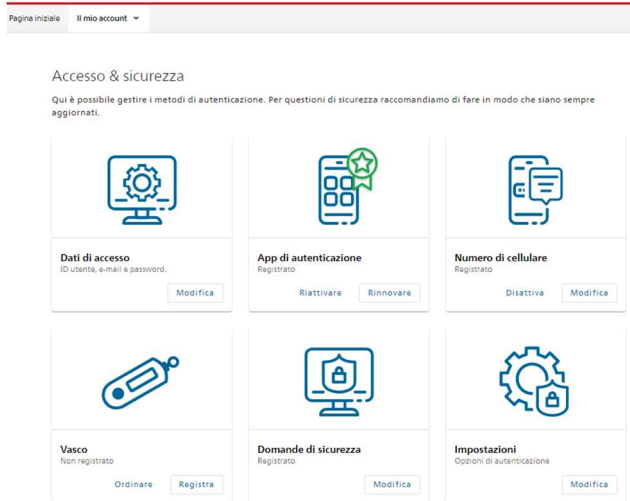 Pagina iniziale Il mio account
Accesso & sicurezza
Qui è possibile gestire i metodi di autenticazione. Per questioni di sicurezza raccomandiamo di fare in modo che siano sempre
aggiornati.
Dati di accesso
ID utente, e-mail e password.
Modifica
App di autenticazione
Registrato
Riattivare Rinnovare
Numero di cellulare
Registrato
Disattiva Modifica
Vasco
Non registrato
Ordinare Registra
Domande di sicurezza
Registrato
Modifica
Impostazioni
Opzioni di autenticazione
Modifica